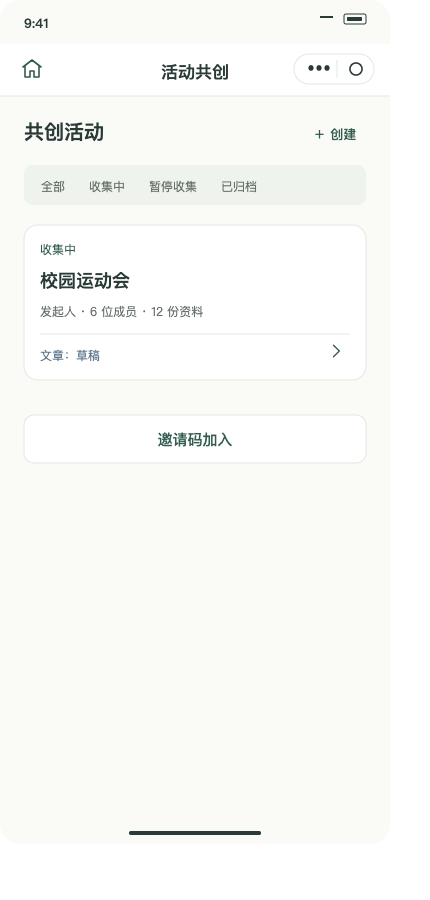 9:41
活动共创
共创活动
+ 创建
全部 收集中 暂停收集 已归档
收集中
校园运动会
发起人 · 6 位成员 · 12 份资料
文章：草稿
邀请码加入